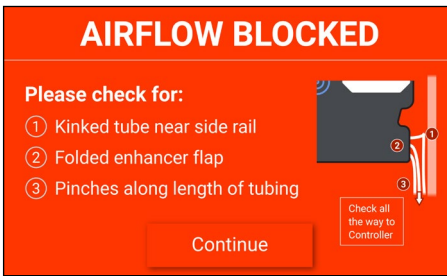 AIRFLOW BLOCKED
Please check for:
1 Kinked tube near side rail
2 Folded enhancer flap
3 Pinches along length of tubing
1
2
3
Check all
the way to
Controller
Continue